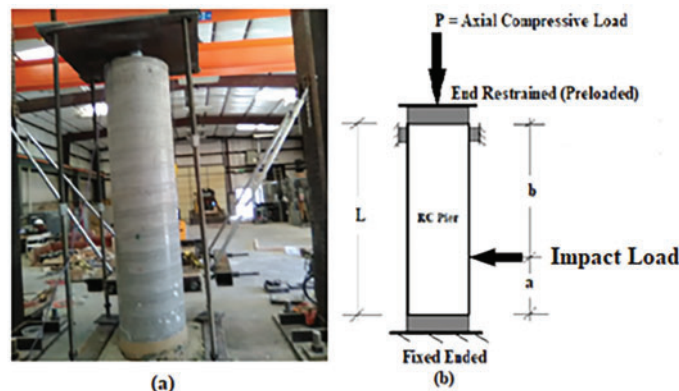 P = Axial Compressive Load
End Restrained (Preloaded)
L
b
RC Pier
Impact Load
a
Fixed Ended
(a)
(b)